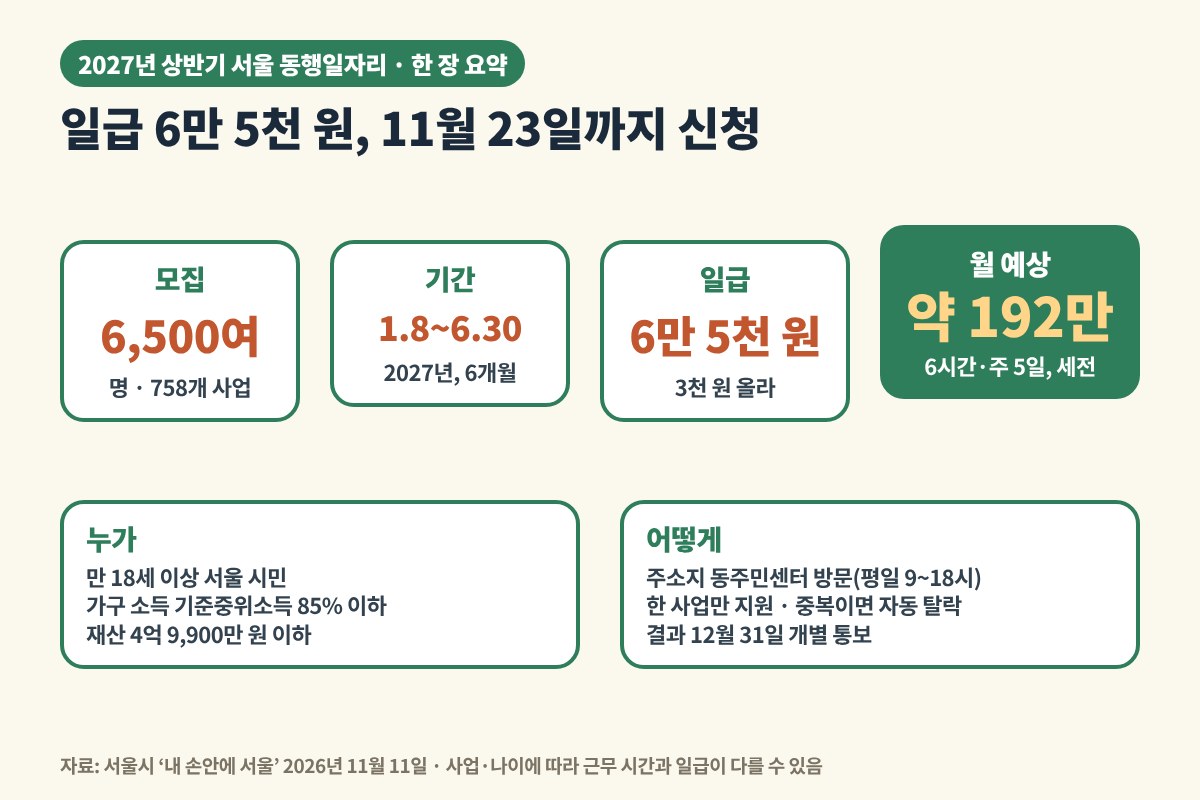 2027년 상반기 서울 동행일자리 · 한 장 요약
일급 6만 5천 원, 11월 23일까지 신청
모집
6,500여
명 · 758개 사업
기간
1.8~6.30
2027년, 6개월
일급
6만 5천 원
3천 원 올라
월 예상
약 192만
6시간·주 5일, 세전
누가
만 18세 이상 서울 시민
가구 소득 기준중위소득 85% 이하
재산 4억 9,900만 원 이하
어떻게
주소지 동주민센터 방문(평일 9~18시)
한 사업만 지원 · 중복이면 자동 탈락
결과 12월 31일 개별 통보
자료: 서울시 ‘내 손안에 서울’ 2026년 11월 11일 · 사업·나이에 따라 근무 시간과 일급이 다를 수 있음